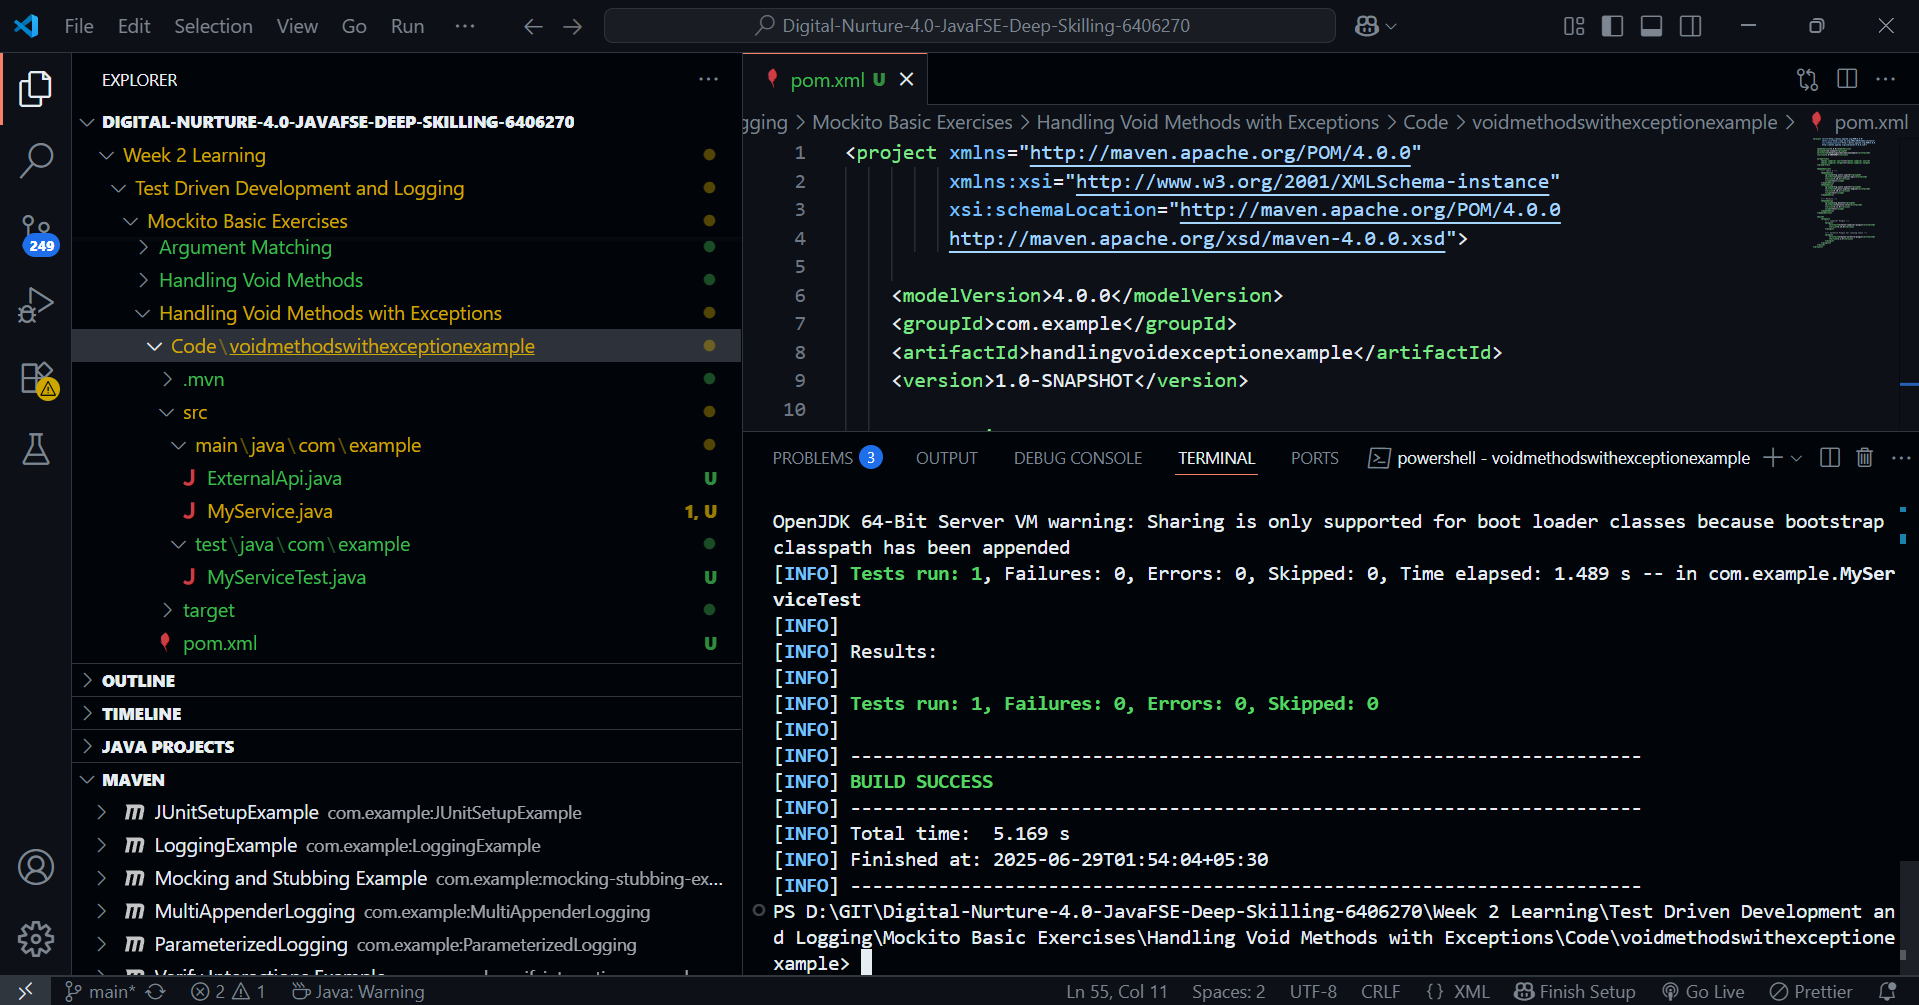 File Edit Selection View Go Run ···
Digital-Nurture-4.0-JavaFSE-Deep-Skilling-6406270
EXPLORER
DIGITAL-NURTURE-4.0-JAVAFSE-DEEP-SKILLING-6406270
Week 2 Learning
Test Driven Development and Logging
Mockito Basic Exercises
Argument Matching
Handling Void Methods
Handling Void Methods with Exceptions
Code\voidmethodswithexceptionexample
.mvn
src
main\java\com\example
ExternalApi.java U
MyService.java 1, U
test\java\com\example
MyServiceTest.java U
target
pom.xml U
OUTLINE
TIMELINE
JAVA PROJECTS
MAVEN
JUnitSetupExample com.example:JUnitSetupExample
LoggingExample com.example:LoggingExample
Mocking and Stubbing Example com.example:mocking-stubbing-ex...
MultiAppenderLogging com.example:MultiAppenderLogging
ParameterizedLogging com.example:ParameterizedLogging
249
pom.xml U
gging > Mockito Basic Exercises > Handling Void Methods with Exceptions > Code > voidmethodswithexceptionexample > pom.xml
1 <project xmlns="http://maven.apache.org/POM/4.0.0"
2 xmlns:xsi="http://www.w3.org/2001/XMLSchema-instance"
3 xsi:schemaLocation="http://maven.apache.org/POM/4.0.0
4 http://maven.apache.org/xsd/maven-4.0.0.xsd">
5
6 <modelVersion>4.0.0</modelVersion>
7 <groupId>com.example</groupId>
8 <artifactId>handlingvoidexceptionexample</artifactId>
9 <version>1.0-SNAPSHOT</version>
10
PROBLEMS 3 OUTPUT DEBUG CONSOLE TERMINAL PORTS powershell - voidmethodswithexceptionexample
OpenJDK 64-Bit Server VM warning: Sharing is only supported for boot loader classes because bootstrap
classpath has been appended
[INFO] Tests run: 1, Failures: 0, Errors: 0, Skipped: 0, Time elapsed: 1.489 s -- in com.example.MySer
viceTest
[INFO]
[INFO] Results:
[INFO]
[INFO] Tests run: 1, Failures: 0, Errors: 0, Skipped: 0
[INFO]
[INFO] ------------------------------------------------------------------------
[INFO] BUILD SUCCESS
[INFO] ------------------------------------------------------------------------
[INFO] Total time:  5.169 s
[INFO] Finished at: 2025-06-29T01:54:04+05:30
[INFO] ------------------------------------------------------------------------
PS D:\GIT\Digital-Nurture-4.0-JavaFSE-Deep-Skilling-6406270\Week 2 Learning\Test Driven Development an
d Logging\Mockito Basic Exercises\Handling Void Methods with Exceptions\Code\voidmethodswithexceptione
xample>
main* 2 1 Java: Warning Ln 55, Col 11 Spaces: 2 UTF-8 CRLF {} XML Finish Setup Go Live Prettier